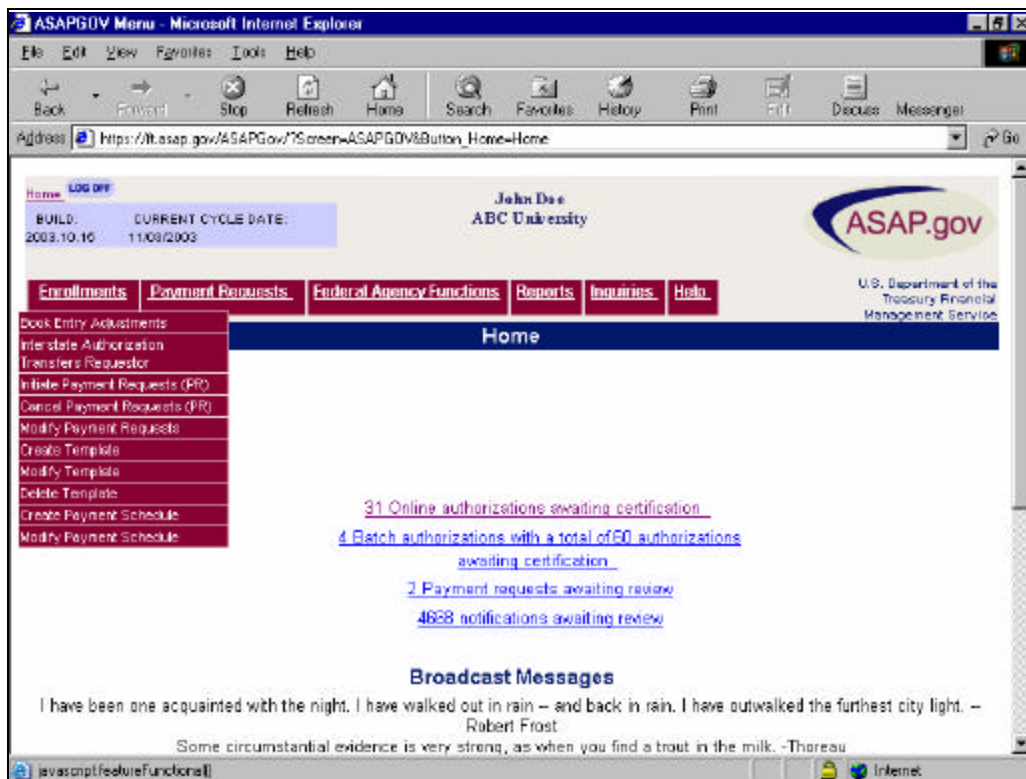 ASAPGOV Menu - Microsoft Internet Explorer
File Edit View Favorites Tools Help
Back Forward Stop Refresh Home Search Favorites History Print Edit Discuss Messenger
Address https://ft.asap.gov/ASAPGov/?Screen=ASAPGOV&Button_Home=Home Go
Home LOG OFF
John Doe
ABC University
BUILD: CURRENT CYCLE DATE:
2003.10.16 11/03/2003
ASAP.gov
U.S. Department of the
Treasury Financial
Management Service
Enrollments Payment Requests Federal Agency Functions Reports Inquiries Help
Home
Book Entry Adjustments
Interstate Authorization
Transfers Requestor
Initiate Payment Requests (PR)
Cancel Payment Requests (PR)
Modify Payment Requests
Create Template
Modify Template
Delete Template
Create Payment Schedule
Modify Payment Schedule
31 Online authorizations awaiting certification
4 Batch authorizations with a total of 60 authorizations
awaiting certification
2 Payment requests awaiting review
4668 notifications awaiting review
Broadcast Messages
I have been one acquainted with the night. I have walked out in rain -- and back in rain. I have outwalked the furthest city light. --
Robert Frost
Some circumstantial evidence is very strong, as when you find a trout in the milk. -Thoreau
javascript:featureFunctional() Internet